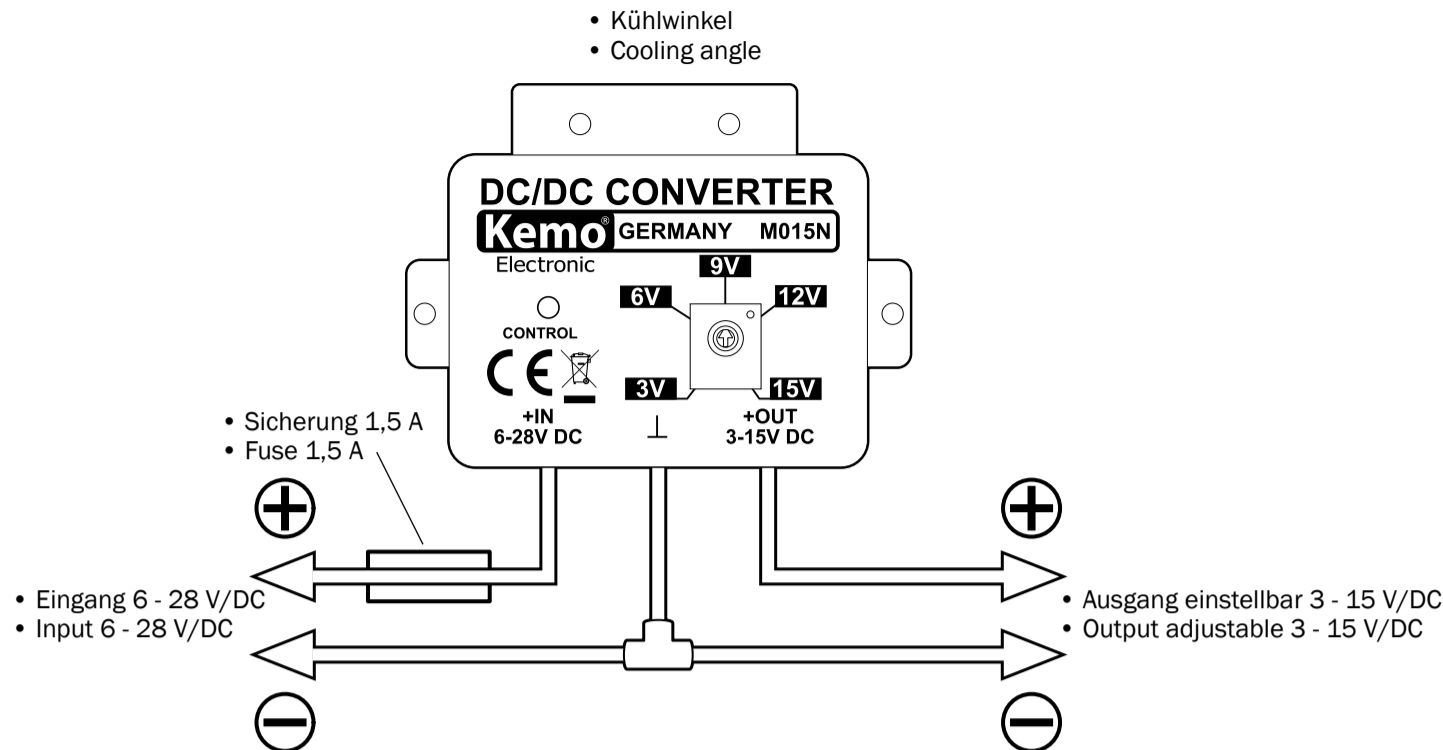 • Kühlwinkel
• Cooling angle
DC/DC CONVERTER
Kemo® GERMANY M015N
Electronic
9V
6V
12V
CONTROL
CE
3V
15V
+IN
6-28V DC
+OUT
3-15V DC
• Sicherung 1,5 A
• Fuse 1,5 A
• Eingang 6 - 28 V/DC
• Input 6 - 28 V/DC
• Ausgang einstellbar 3 - 15 V/DC
• Output adjustable 3 - 15 V/DC